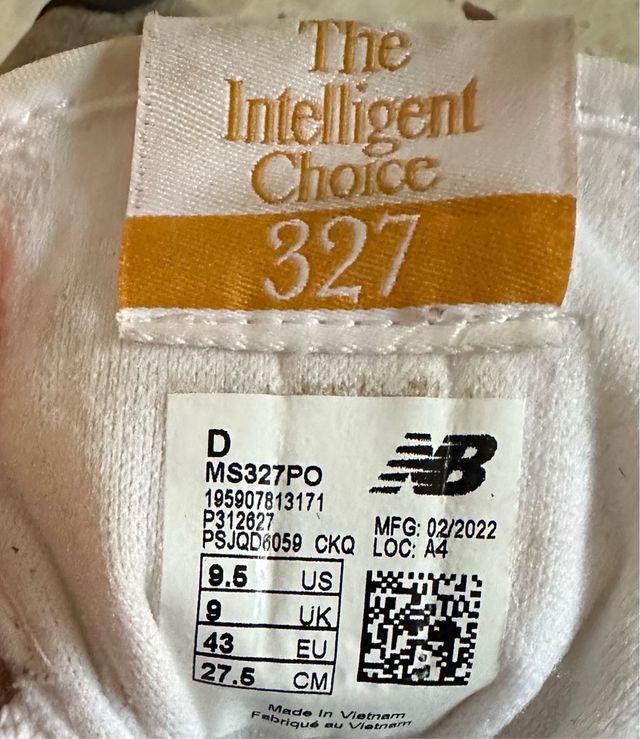 The
Intelligent
Choice
327
D
MS327PO
195907813171
P312627
PSJQD6059 CKQ
NB
MFG: 02/2022
LOC: A4
9.5 US
9 UK
43 EU
27.5 CM
Made In Vietnam
Fabriqué au Vietnam